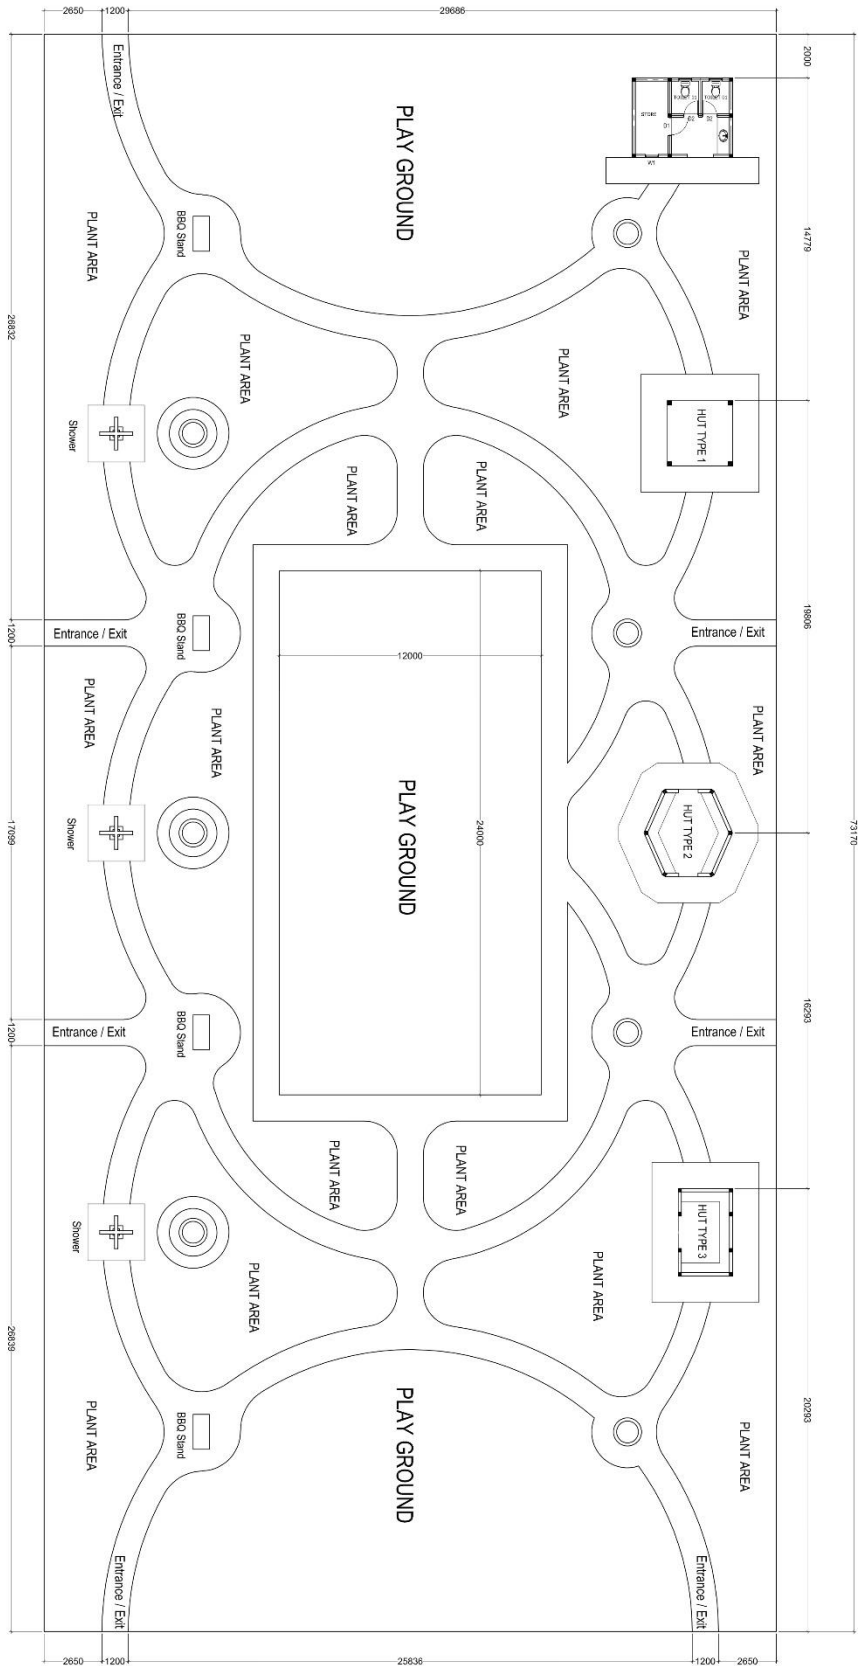 2650
1200
29686
Entrance / Exit
2000
PLAY GROUND
TOILET 01
STORE
D1
D2
D2
W1
BBQ Stand
14779
PLANT AREA
PLANT AREA
26832
PLANT AREA
PLANT AREA
HUT TYPE 1
Shower
PLANT AREA
PLANT AREA
PLANT AREA
PLANT AREA
19806
BBQ Stand
1200
Entrance / Exit
Entrance / Exit
12000
PLANT AREA
PLANT AREA
PLANT AREA
17099
Shower
PLAY GROUND
24000
HUT TYPE 2
73170
BBQ Stand
16293
1200
Entrance / Exit
Entrance / Exit
PLANT AREA
PLANT AREA
Shower
HUT TYPE 3
PLANT AREA
PLANT AREA
26839
PLANT AREA
BBQ Stand
PLAY GROUND
PLANT AREA
20293
Entrance / Exit
Entrance / Exit
2650
1200
25836
1200
2650